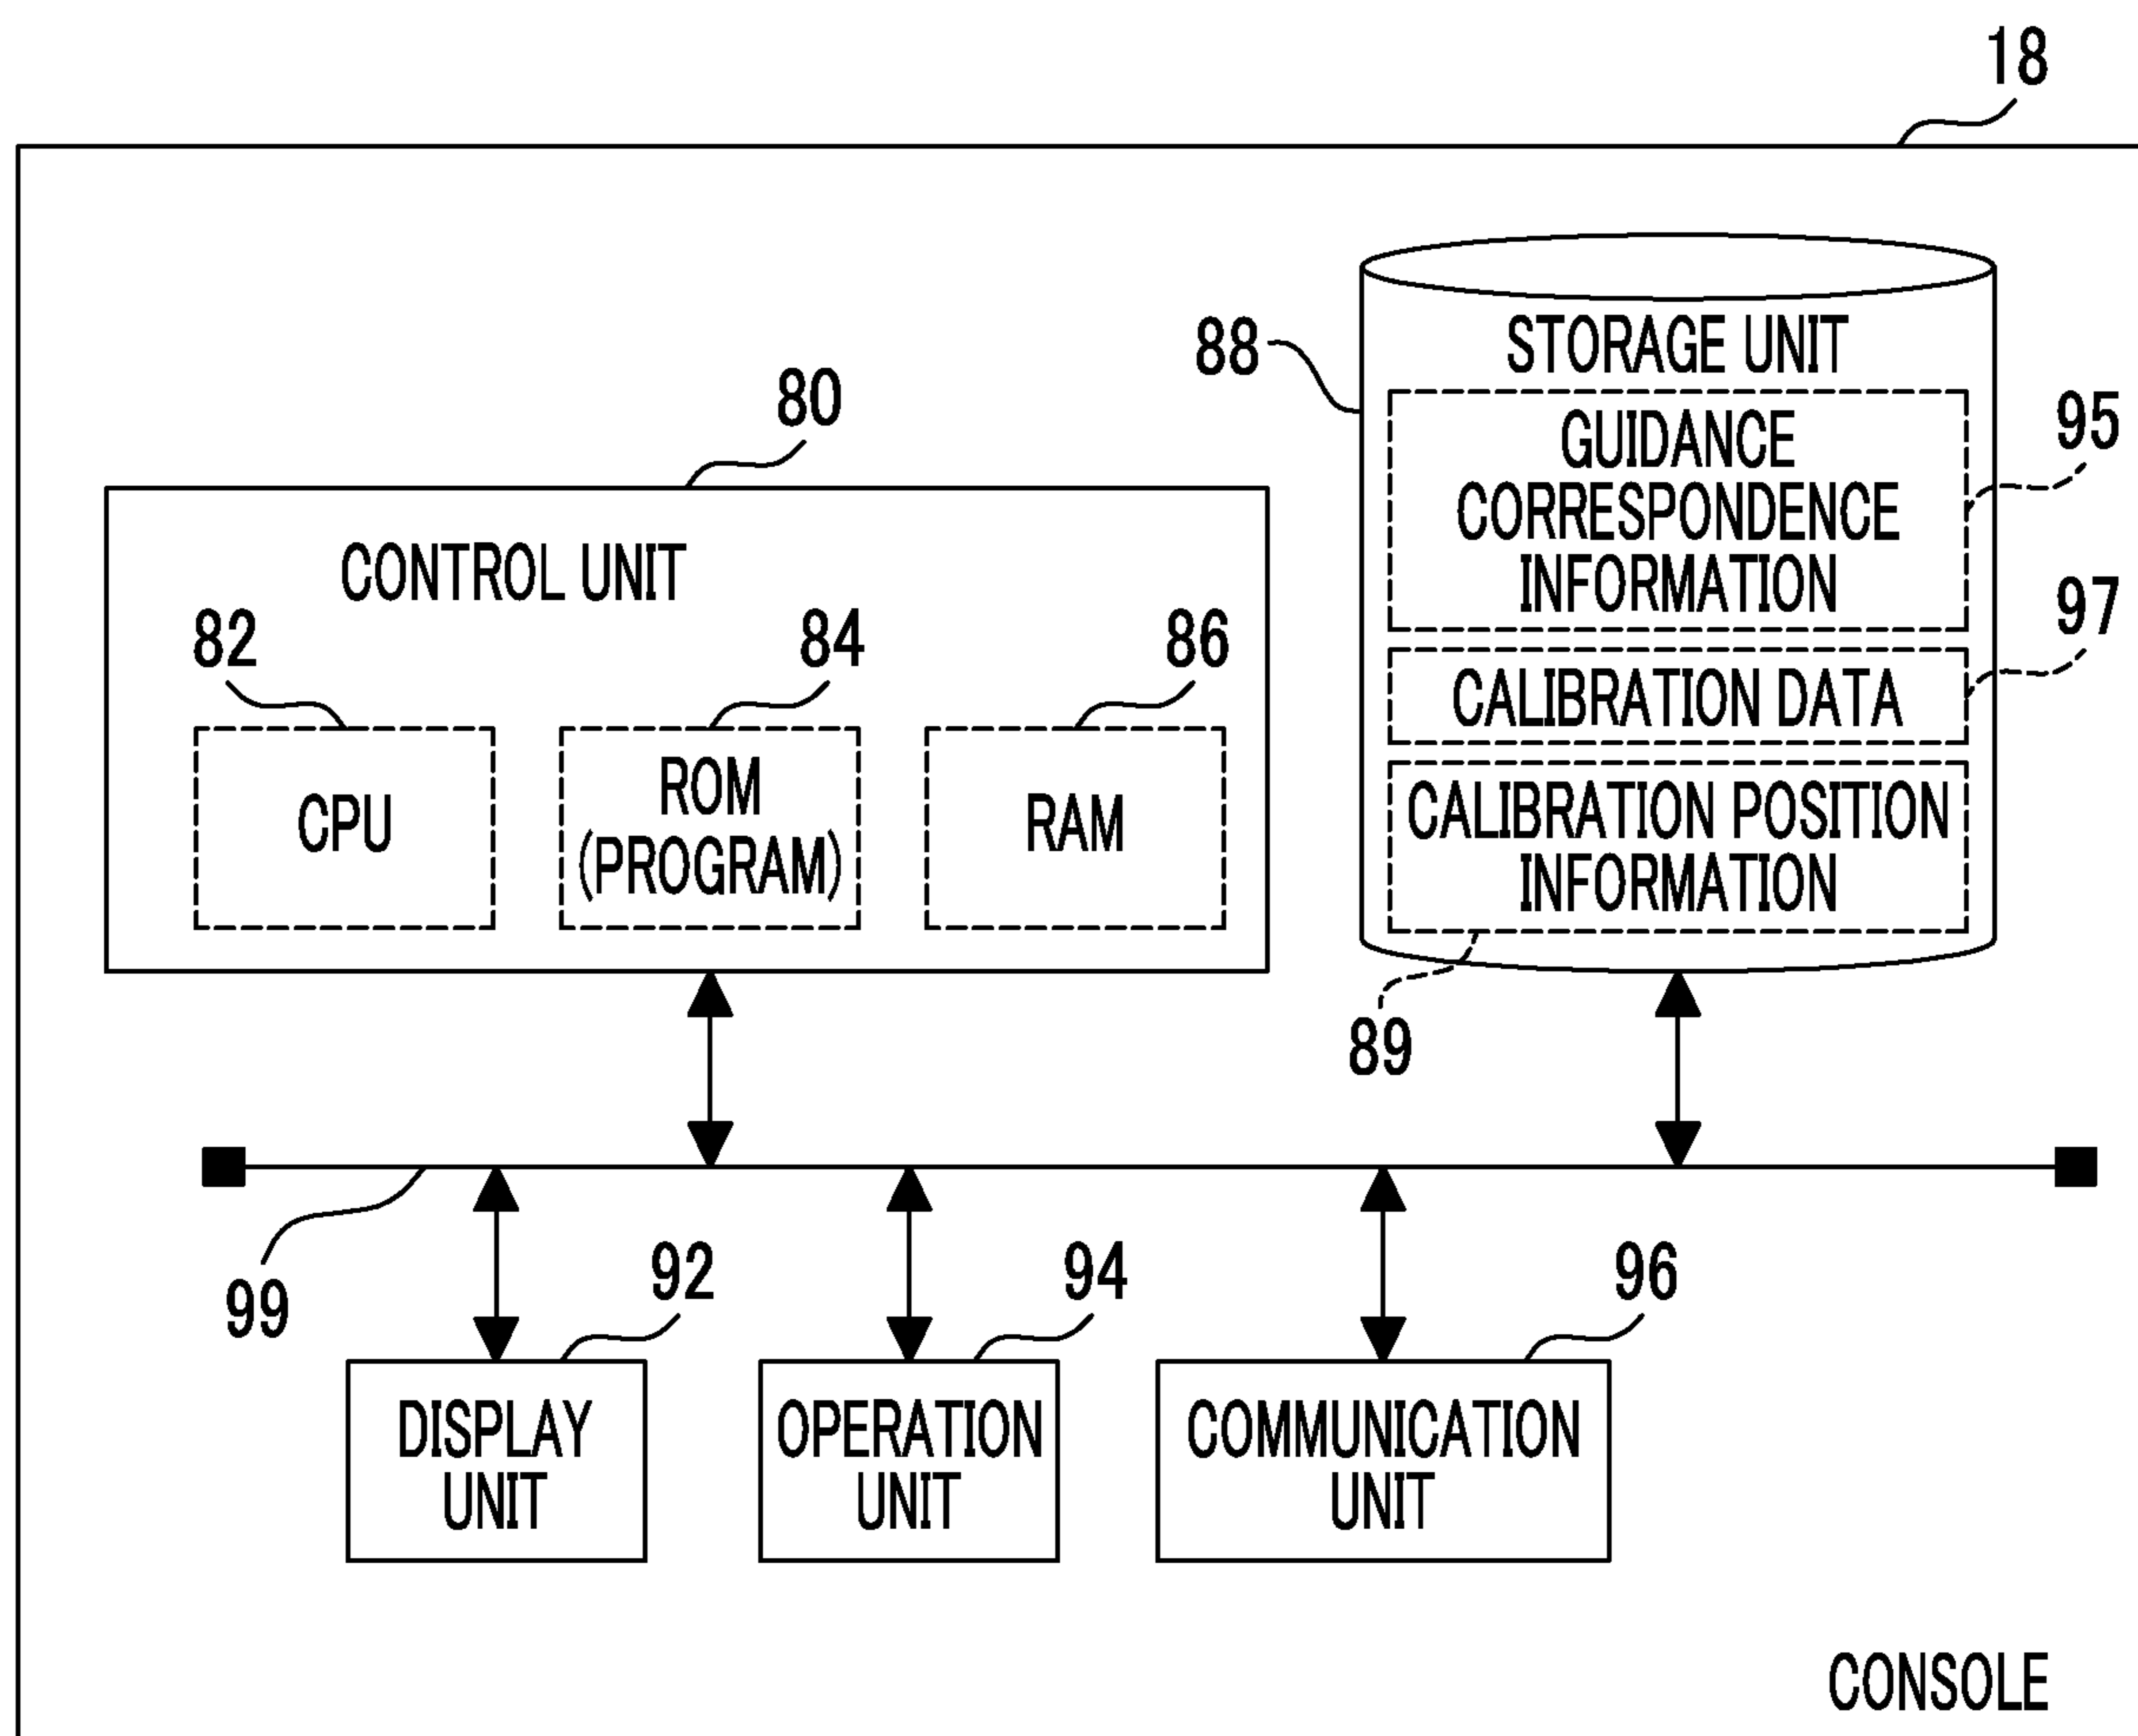 18
88
STORAGE UNIT
80
GUIDANCE
CORRESPONDENCE
INFORMATION
95
CONTROL UNIT
97
82
84
86
CALIBRATION DATA
CPU
ROM
(PROGRAM)
RAM
CALIBRATION POSITION
INFORMATION
89
99
92
94
96
DISPLAY
UNIT
OPERATION
UNIT
COMMUNICATION
UNIT
CONSOLE